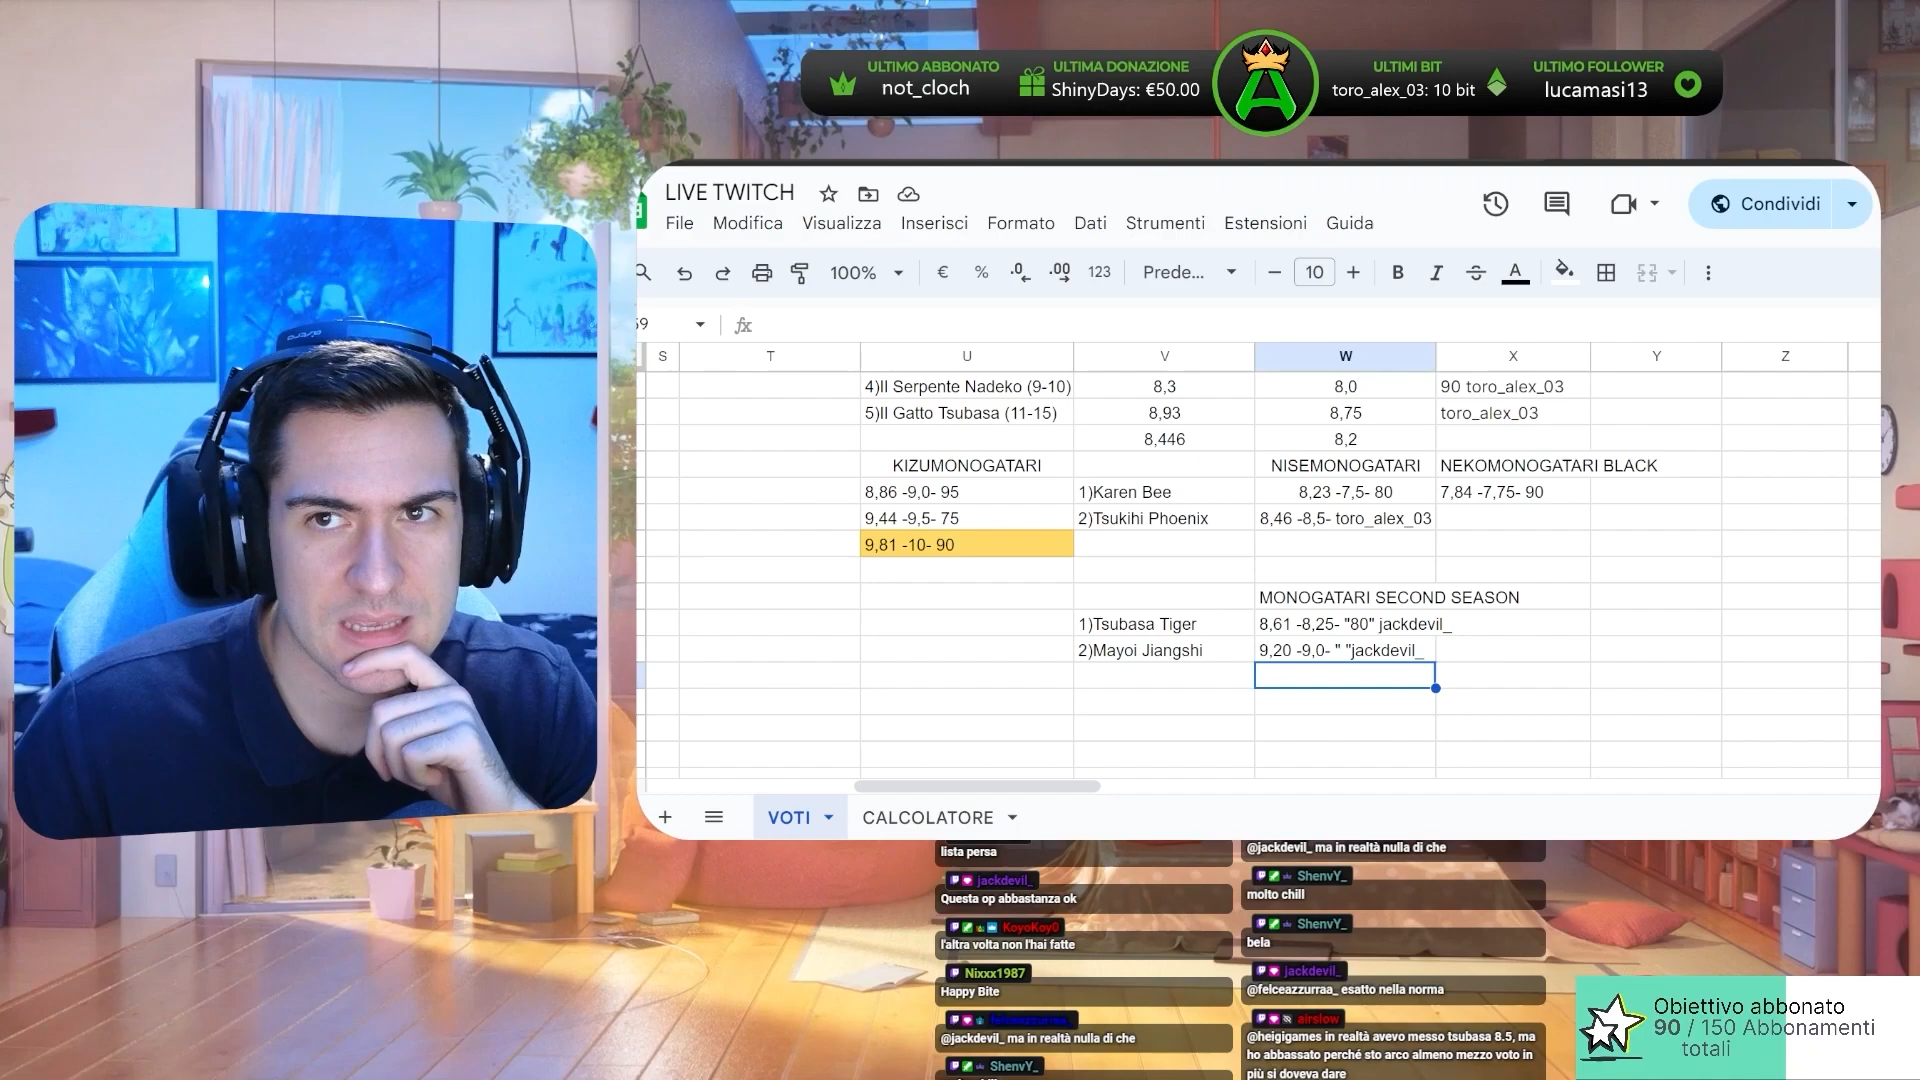 ULTIMO ABBONATO
not_cloch
ULTIMA DONAZIONE
ShinyDays: €50.00
ULTIMI BIT
toro_alex_03: 10 bit
ULTIMO FOLLOWER
lucamasi13
LIVE TWITCH
File Modifica Visualizza Inserisci Formato Dati Strumenti Estensioni Guida
Condividi
100% € % .0 .00 123 Prede... 10 B I A
59 fx
S T U V W X Y Z
4)Il Serpente Nadeko (9-10) 8,3 8,0 90 toro_alex_03
5)Il Gatto Tsubasa (11-15) 8,93 8,75 toro_alex_03
8,446 8,2
KIZUMONOGATARI NISEMONOGATARI NEKOMONOGATARI BLACK
8,86 -9,0- 95 1)Karen Bee 8,23 -7,5- 80 7,84 -7,75- 90
9,44 -9,5- 75 2)Tsukihi Phoenix 8,46 -8,5- toro_alex_03
9,81 -10- 90
MONOGATARI SECOND SEASON
1)Tsubasa Tiger 8,61 -8,25- "80" jackdevil_
2)Mayoi Jiangshi 9,20 -9,0- " "jackdevil_
VOTI CALCOLATORE
lista persa
jackdevil_
Questa op abbastanza ok
KoyoKoy0
l'altra volta non l'hai fatte
Nixxx1987
Happy Bite
felceazzurraa_
@jackdevil_ ma in realtà nulla di che
ShenvY_
@jackdevil_ ma in realtà nulla di che
ShenvY_
molto chill
ShenvY_
bela
jackdevil_
@felceazzurraa_ esatto nella norma
airslow
@heigigames in realtà avevo messo tsubasa 8.5, ma
ho abbassato perché sto arco almeno mezzo voto in
più si doveva dare
Obiettivo abbonato
90 / 150 Abbonamenti
totali